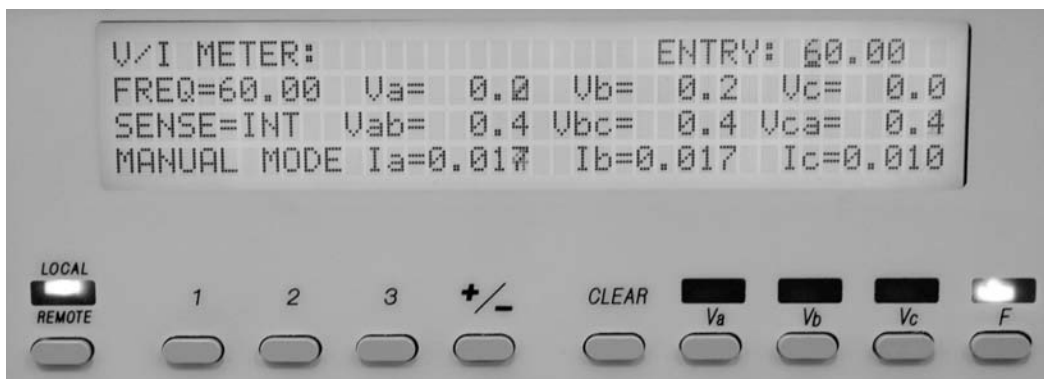 V/I METER: ENTRY: 60.00
FREQ=60.00 Va= 0.0 Vb= 0.2 Vc= 0.0
SENSE=INT Vab= 0.4 Vbc= 0.4 Vca= 0.4
MANUAL MODE Ia=0.017 Ib=0.017 Ic=0.010
LOCAL
REMOTE
1 2 3 +/- CLEAR Va Vb Vc F